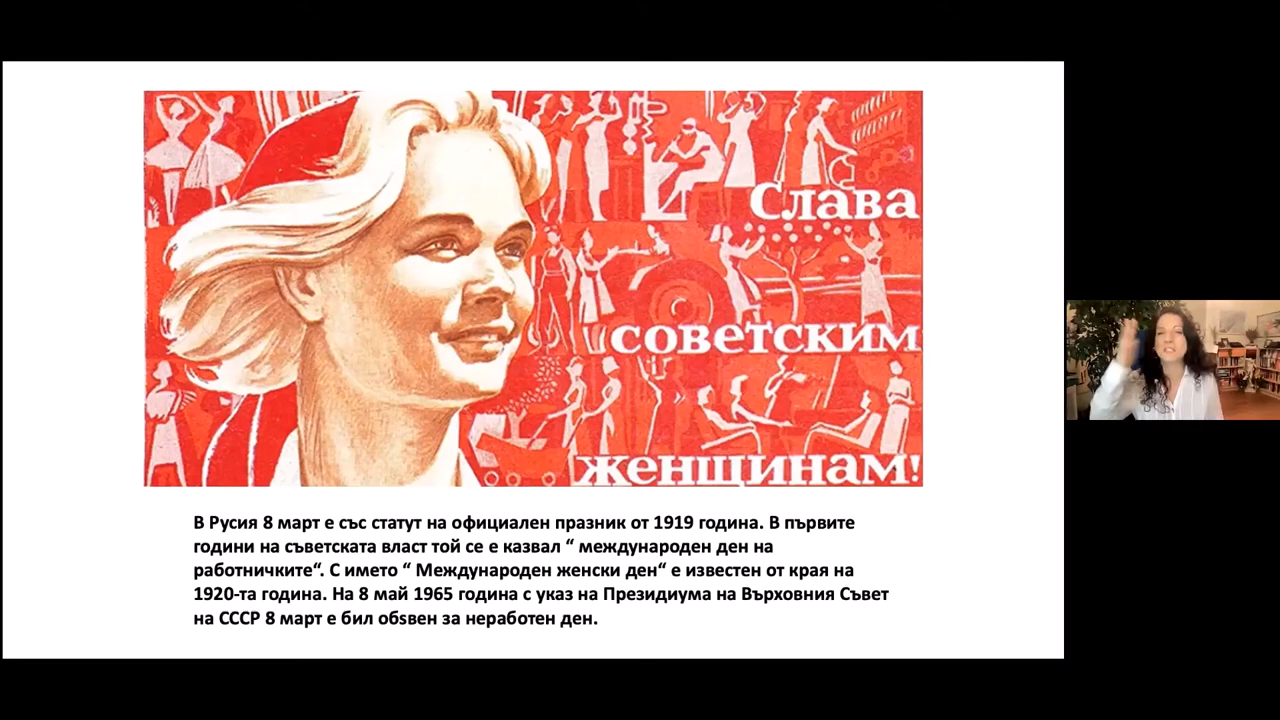 Слава
советским
женщинам!
В Русия 8 март е със статут на официален празник от 1919 година. В първите
години на съветската власт той се е казвал “ международен ден на
работничките“. С името “ Международен женски ден“ е известен от края на
1920-та година. На 8 май 1965 година с указ на Президиума на Върховния Съвет
на СССР 8 март е бил обsвен за неработен ден.